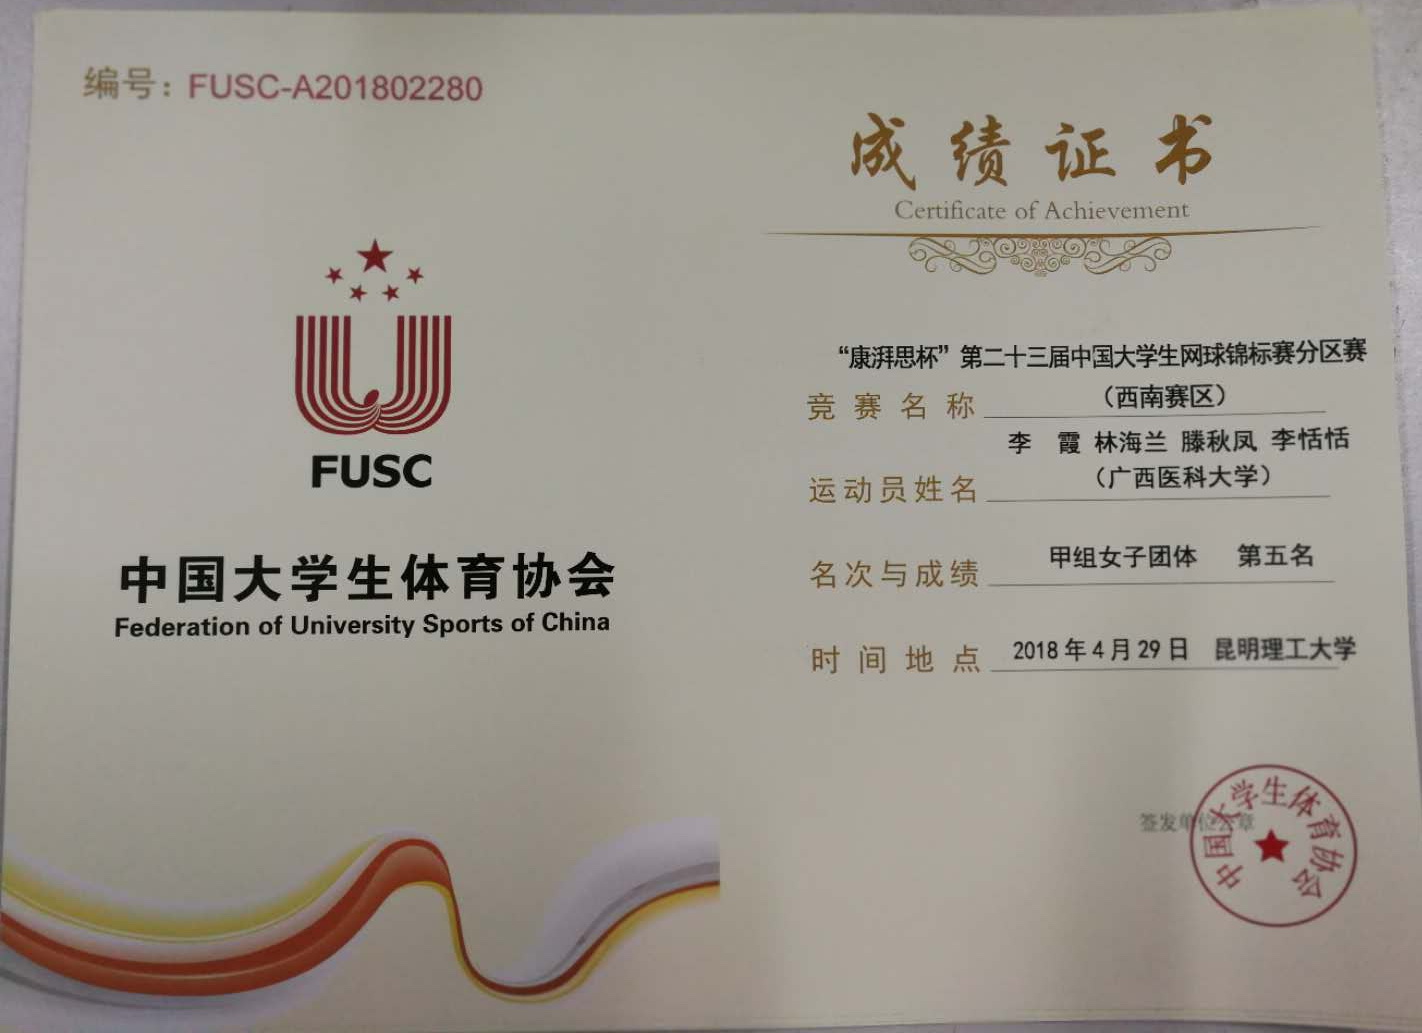 编号：FUSC-A201802280
FUSC
中国大学生体育协会
Federation of University Sports of China
成绩证书
Certificate of Achievement
“康湃思杯”第二十三届中国大学生网球锦标赛分区赛
竞赛名称（西南赛区）
李 霞 林海兰 滕秋凤 李恬恬
运动员姓名（广西医科大学）
名次与成绩 甲组女子团体 第五名
时间地点 2018年4月29日 昆明理工大学
签发单位公章
中国大学生体育协会